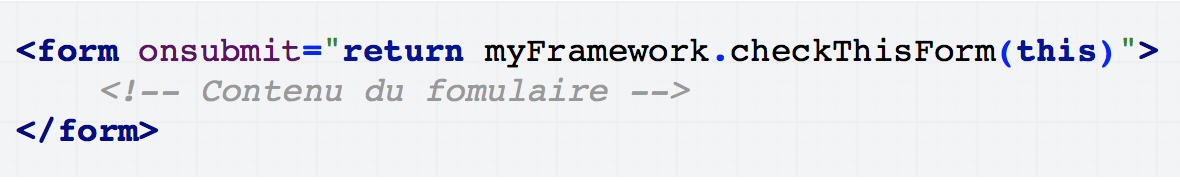 <form onsubmit="return myFramework.checkThisForm(this)">
<!-- Contenu du fomulaire -->
</form>